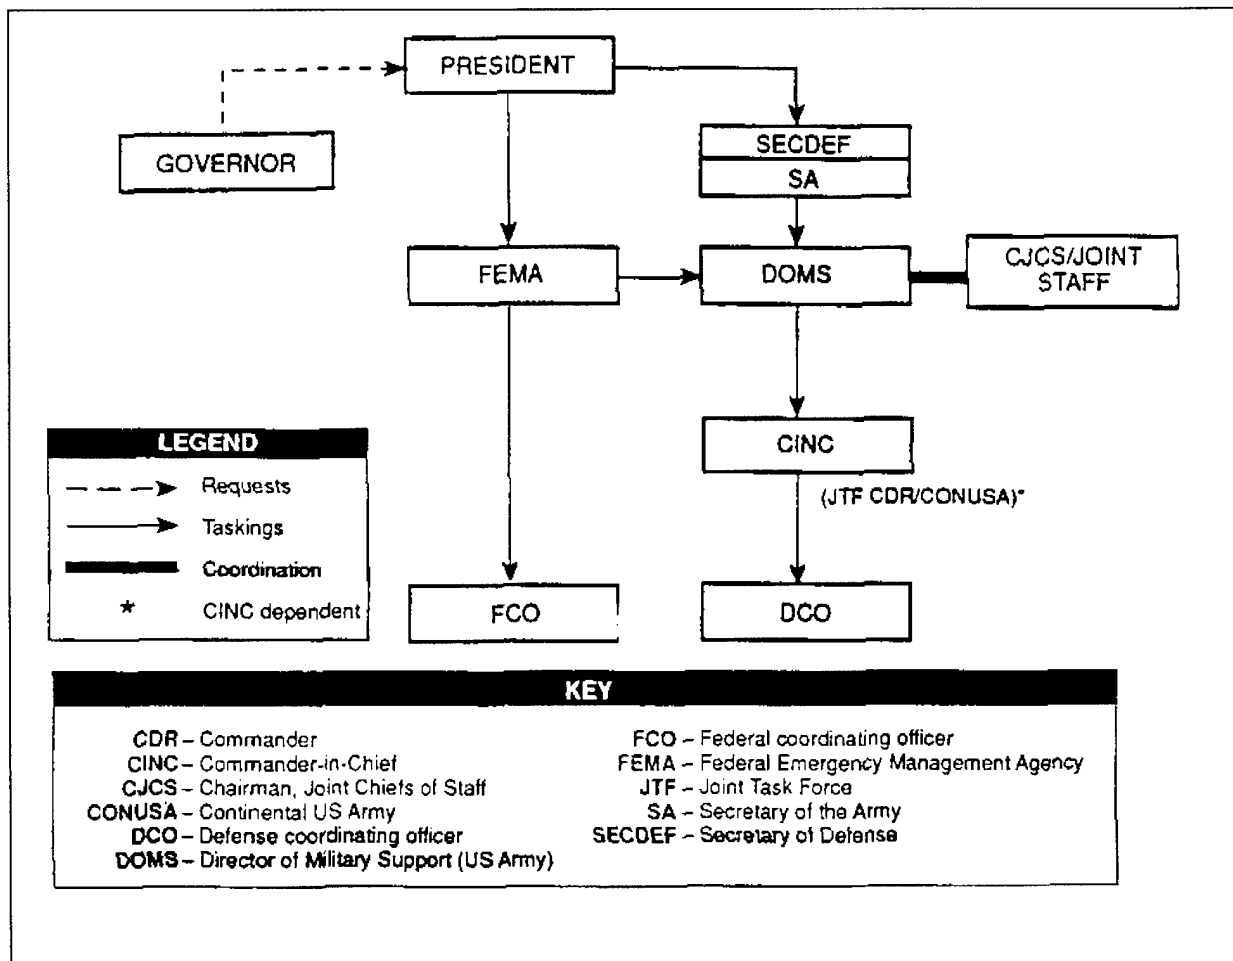 PRESIDENT
GOVERNOR
SECDEF
SA
FEMA
DOMS
CJCS/JOINT
STAFF
CINC
(JTF CDR/CONUSA)*
FCO
DCO
LEGEND
Requests
Taskings
Coordination
* CINC dependent
KEY
CDR – Commander
CINC – Commander-in-Chief
CJCS – Chairman, Joint Chiefs of Staff
CONUSA – Continental US Army
DCO – Defense coordinating officer
DOMS – Director of Military Support (US Army)
FCO – Federal coordinating officer
FEMA – Federal Emergency Management Agency
JTF – Joint Task Force
SA – Secretary of the Army
SECDEF – Secretary of Defense